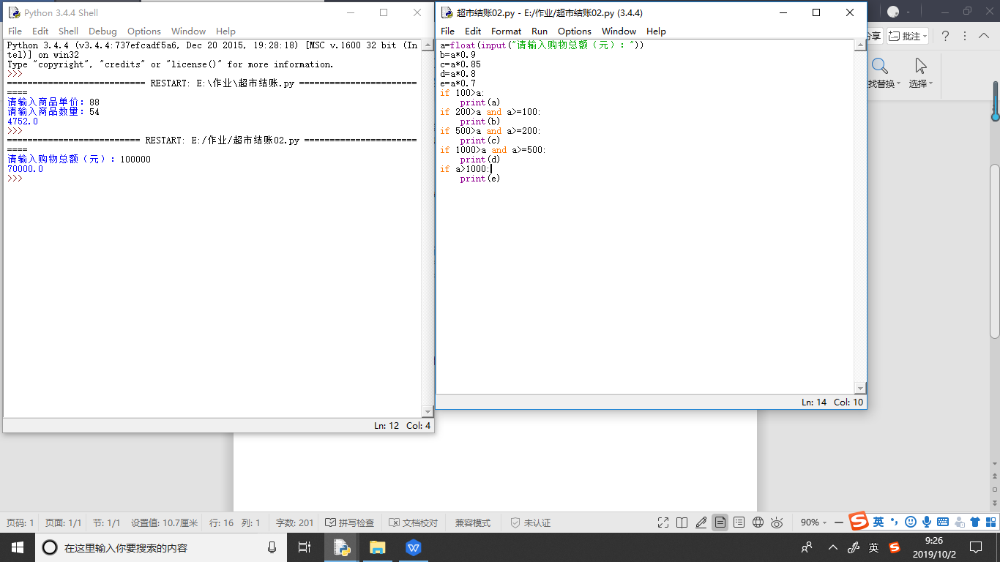 Python 3.4.4 Shell
File Edit Shell Debug Options Window Help
Python 3.4.4 (v3.4.4:737efcadf5a6, Dec 20 2015, 19:28:18) [MSC v.1600 32 bit (In
tel)] on win32
Type "copyright", "credits" or "license()" for more information.
>>>
=========================== RESTART: E:\作业\超市结账.py =======================
====
请输入商品单价: 88
请输入商品数量: 54
4752.0
>>>
========================== RESTART: E:/作业/超市结账02.py ======================
====
请输入购物总额（元）: 100000
70000.0
>>>
Ln: 12 Col: 4
超市结账02.py - E:/作业/超市结账02.py (3.4.4)
File Edit Format Run Options Window Help
a=float(input("请输入购物总额（元）: "))
b=a*0.9
c=a*0.85
d=a*0.8
e=a*0.7
if 100>a:
    print(a)
if 200>a and a>=100:
    print(b)
if 500>a and a>=200:
    print(c)
if 1000>a and a>=500:
    print(d)
if a>1000:
    print(e)
Ln: 14 Col: 10
享 批注
找替换 选择
页码: 1 页面: 1/1 节: 1/1 设置值: 10.7厘米 行: 16 列: 1 字数: 201 拼写检查 文档校对 兼容模式 未认证 90% 英
在这里输入你要搜索的内容
英
9:26
2019/10/2